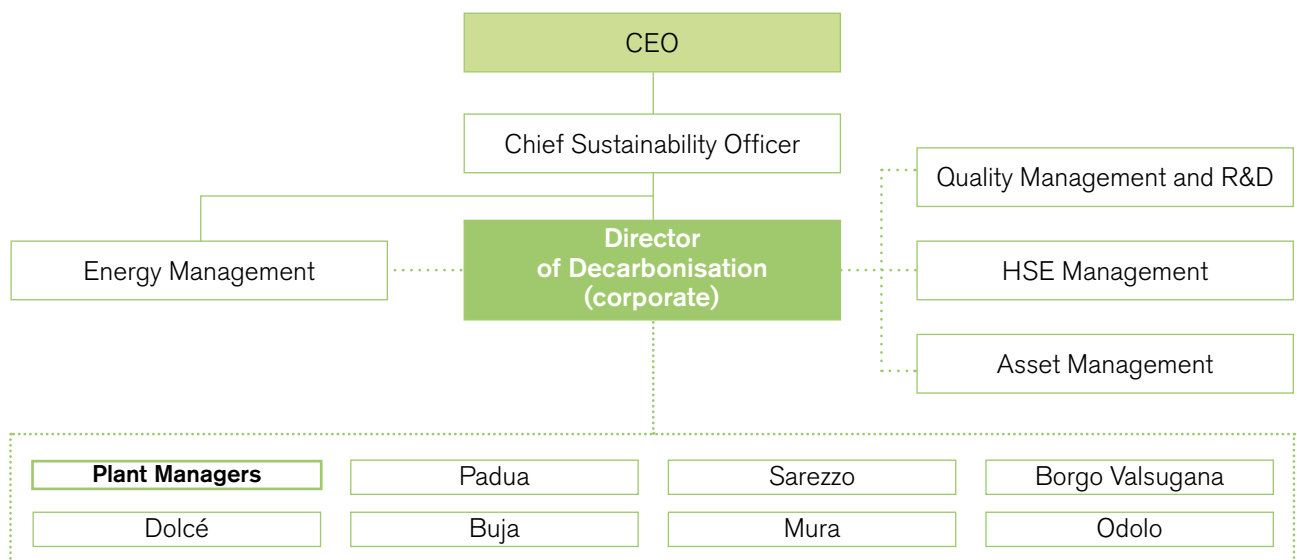 CEO
Chief Sustainability Officer
Quality Management and R&D
Energy Management
Director
of Decarbonisation
(corporate)
HSE Management
Asset Management
Plant Managers
Padua
Sarezzo
Borgo Valsugana
Dolcé
Buja
Mura
Odolo